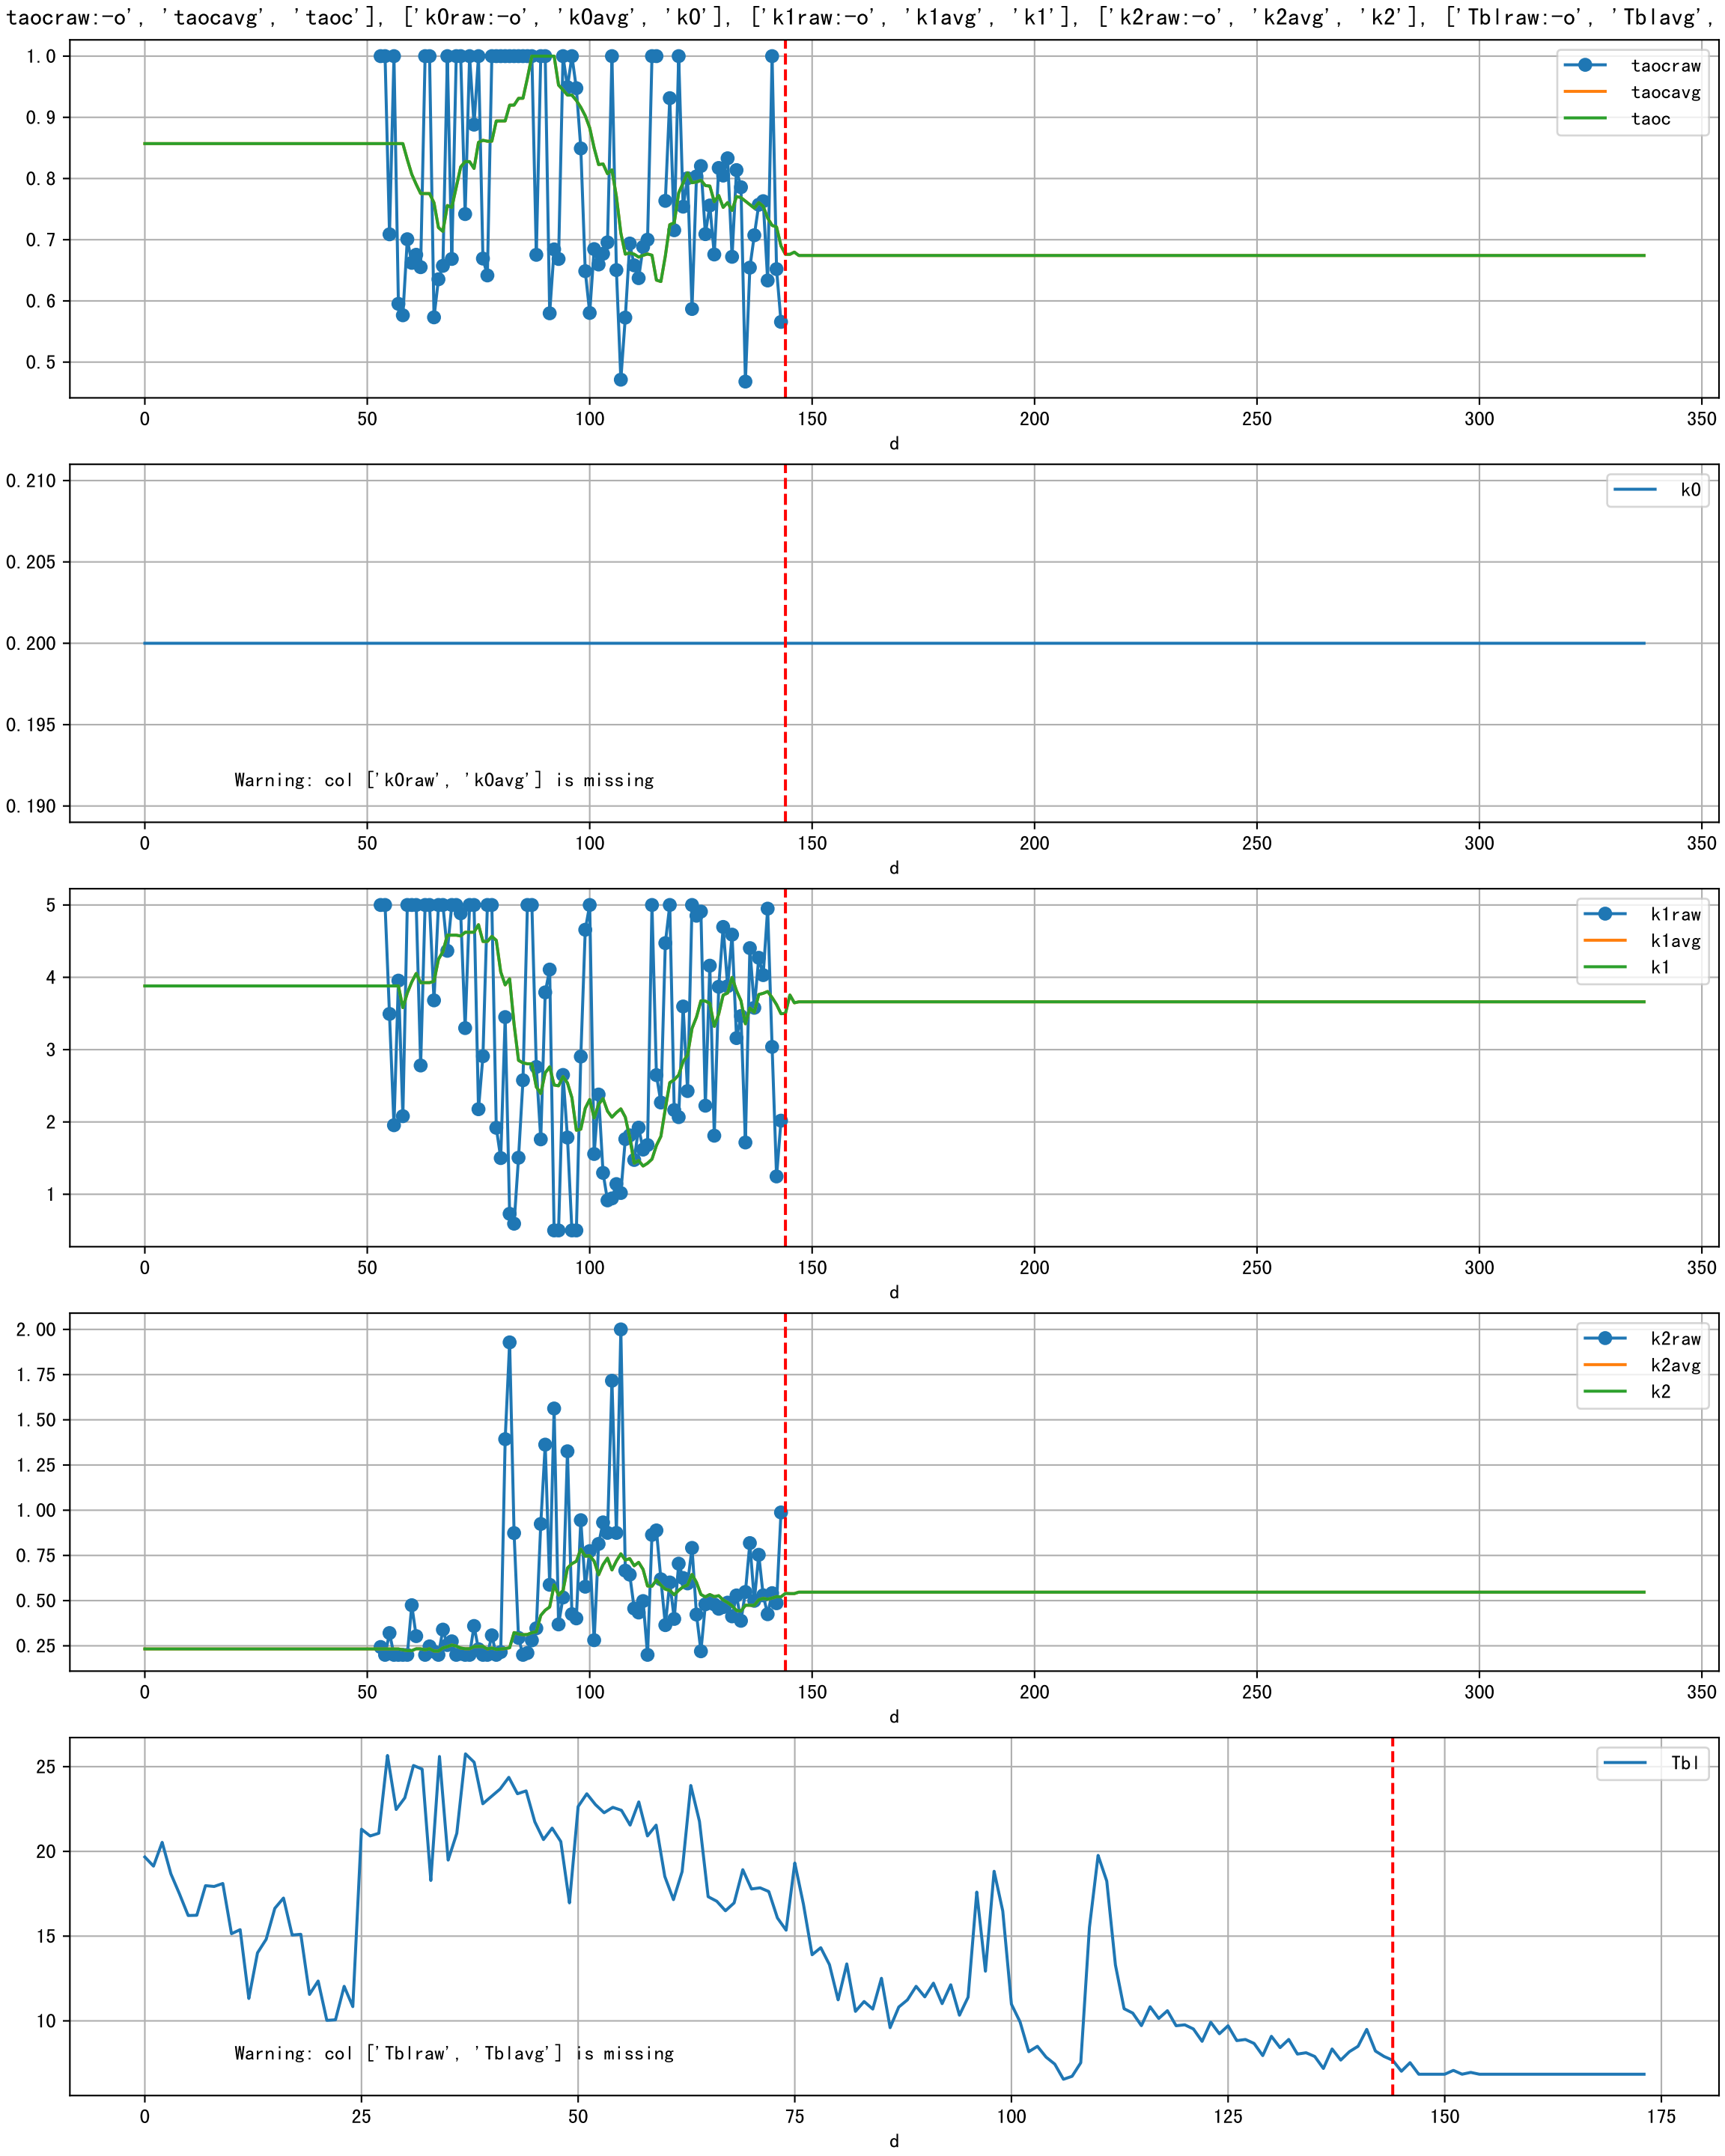 taocraw:-o', 'taocavg', 'taoc'], ['k0raw:-o', 'k0avg', 'k0'], ['k1raw:-o', 'k1avg', 'k1'], ['k2raw:-o', 'k2avg', 'k2'], ['Tblraw:-o', 'Tblavg',
1.0
0.9
0.8
0.7
0.6
0.5
taocraw
taocavg
taoc
0 50 100 150 200 250 300 350
d
0.210
0.205
0.200
0.195
0.190
k0
Warning: col ['k0raw', 'k0avg'] is missing
0 50 100 150 200 250 300 350
d
5
4
3
2
1
k1raw
k1avg
k1
0 50 100 150 200 250 300 350
d
2.00
1.75
1.50
1.25
1.00
0.75
0.50
0.25
k2raw
k2avg
k2
0 50 100 150 200 250 300 350
d
25
20
15
10
Tbl
Warning: col ['Tblraw', 'Tblavg'] is missing
0 25 50 75 100 125 150 175
d